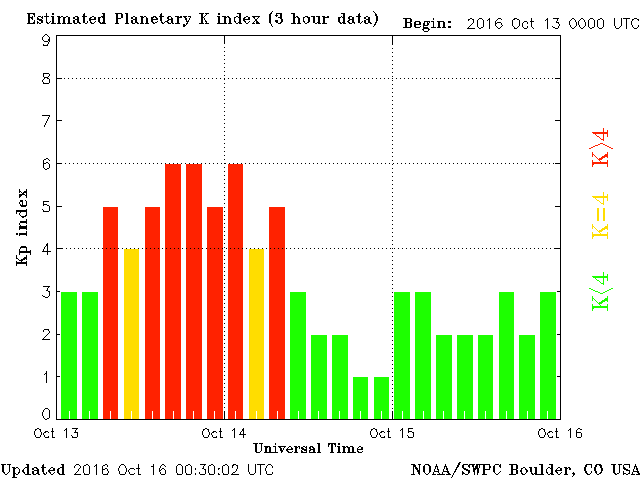 Estimated Planetary K index (3 hour data)
Begin: 2016 Oct 13 0000 UTC
9
8
7
6
5
4
3
2
1
0
Kp index
K>4
K=4
K<4
Oct 13
Oct 14
Oct 15
Oct 16
Universal Time
Updated 2016 Oct 16 00:30:02 UTC
NOAA/SWPC Boulder, CO USA